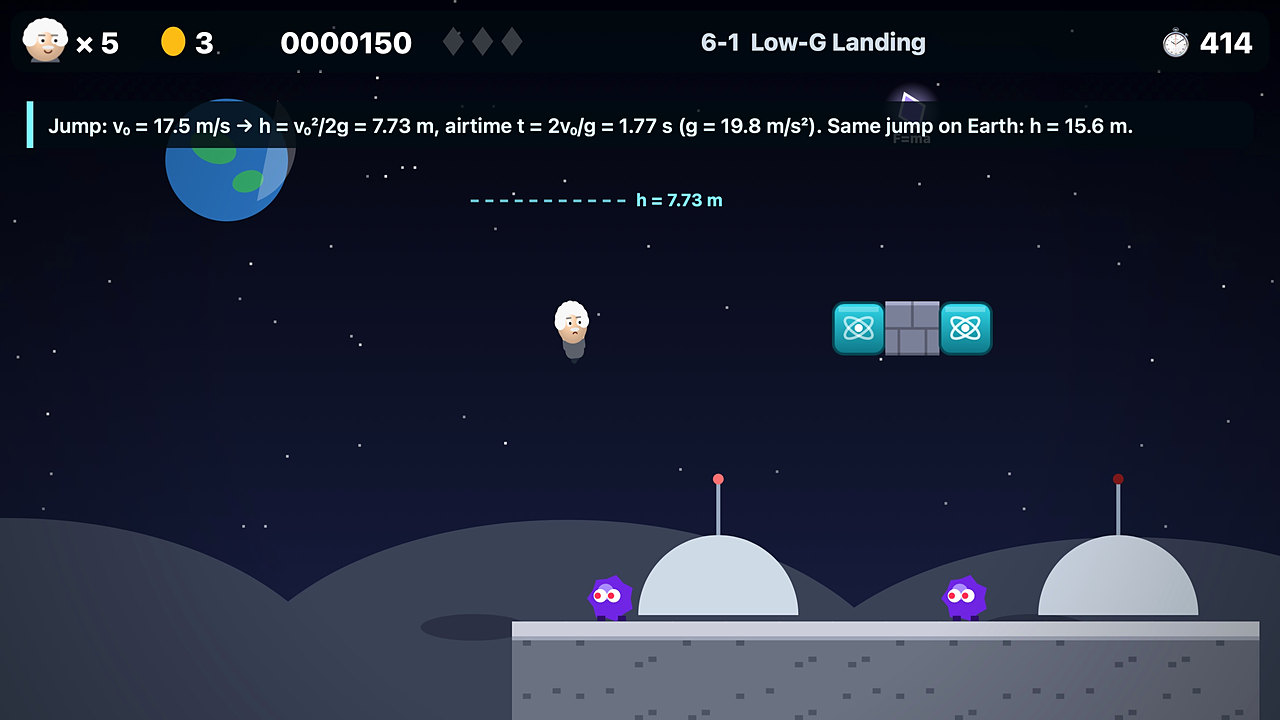 × 5
3
0000150
6-1 Low-G Landing
414
Jump: v₀ = 17.5 m/s → h = v₀²/2g = 7.73 m, airtime t = 2v₀/g = 1.77 s (g = 19.8 m/s²). Same jump on Earth: h = 15.6 m.
F=ma
h = 7.73 m